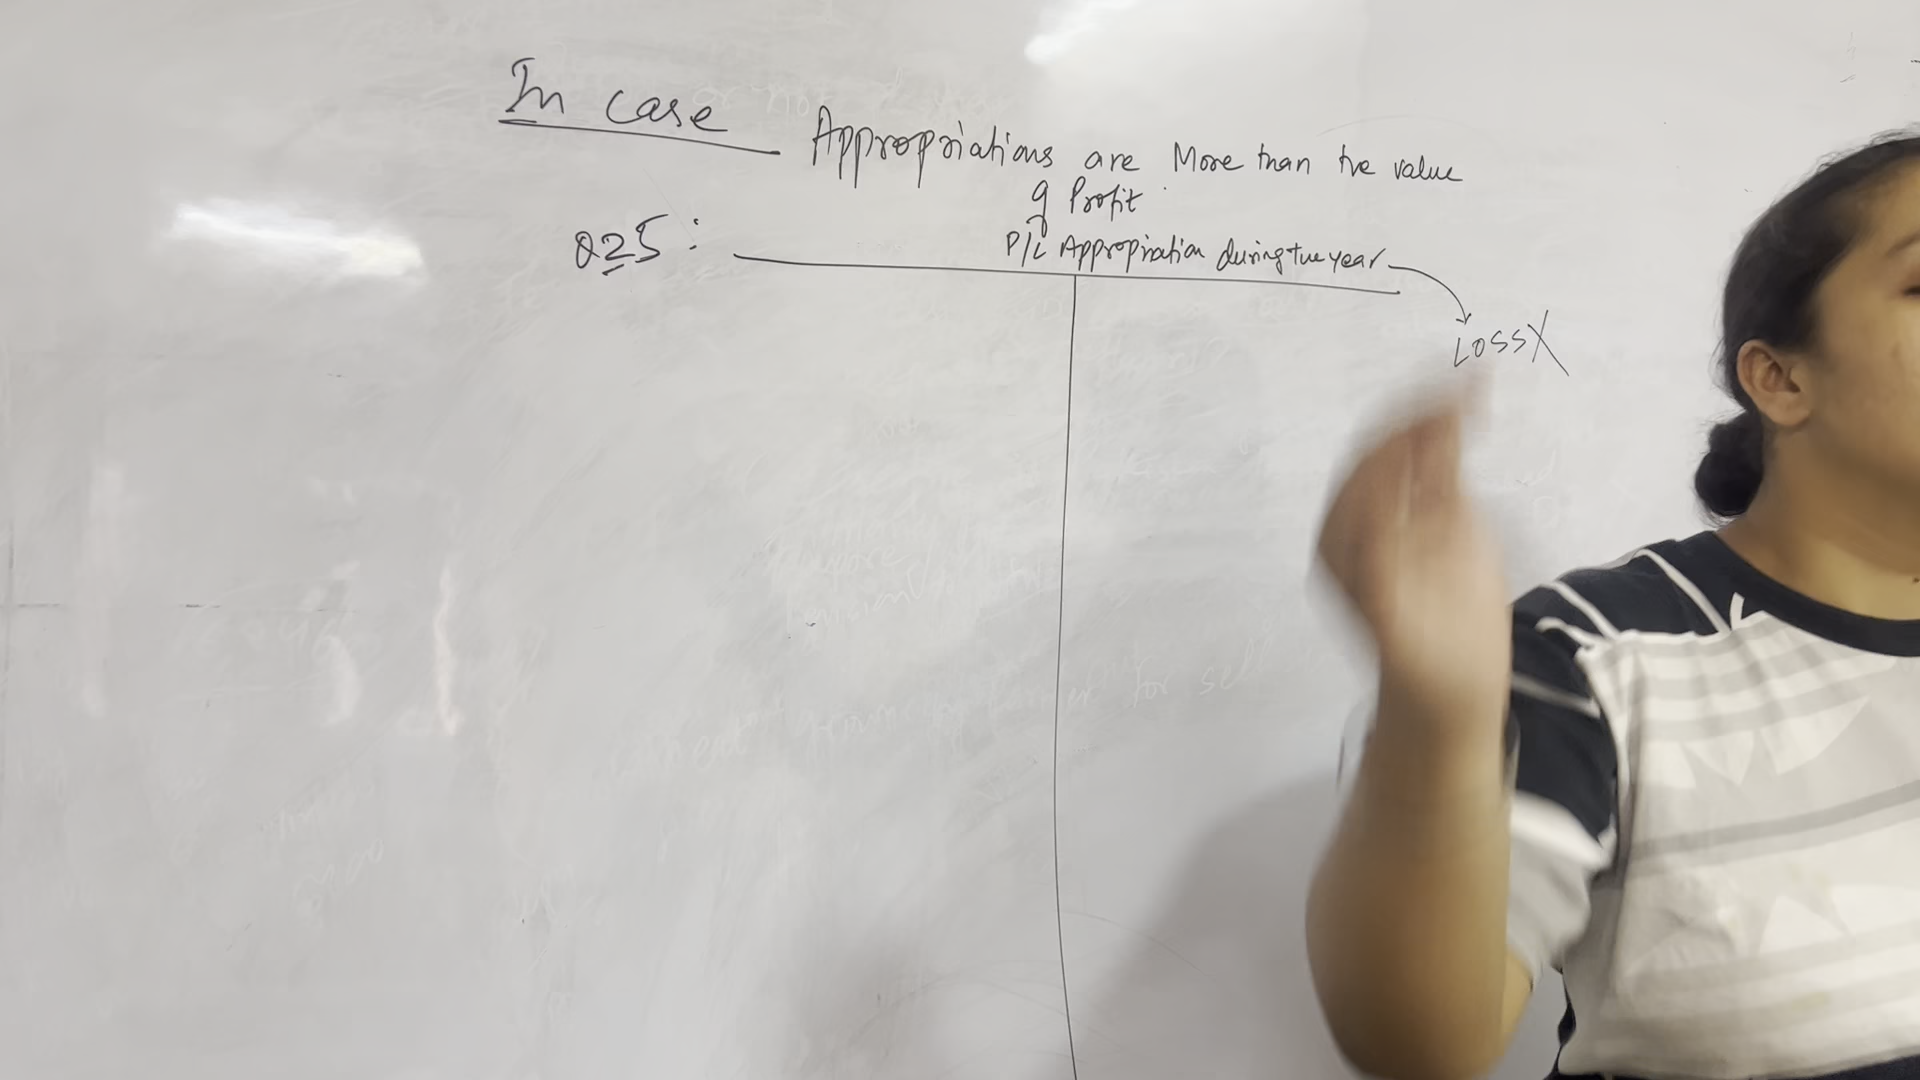 In case Appropriations are More than the value
of Profit
Q25: P/L Appropriation during the year
Loss X